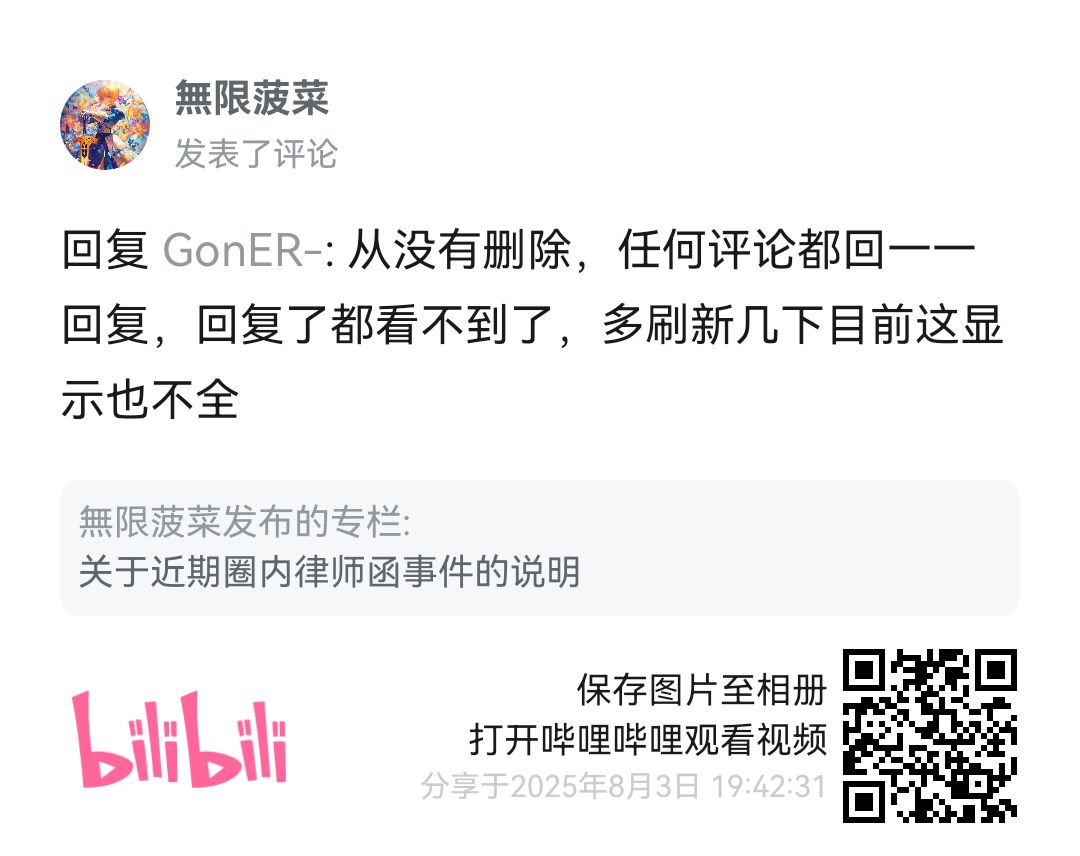 無限菠菜
发表了评论
回复 GonER-: 从没有删除，任何评论都回一一
回复，回复了都看不到了，多刷新几下目前这显
示也不全
無限菠菜发布的专栏:
关于近期圈内律师函事件的说明
保存图片至相册
打开哔哩哔哩观看视频
分享于2025年8月3日 19:42:31
bilibili